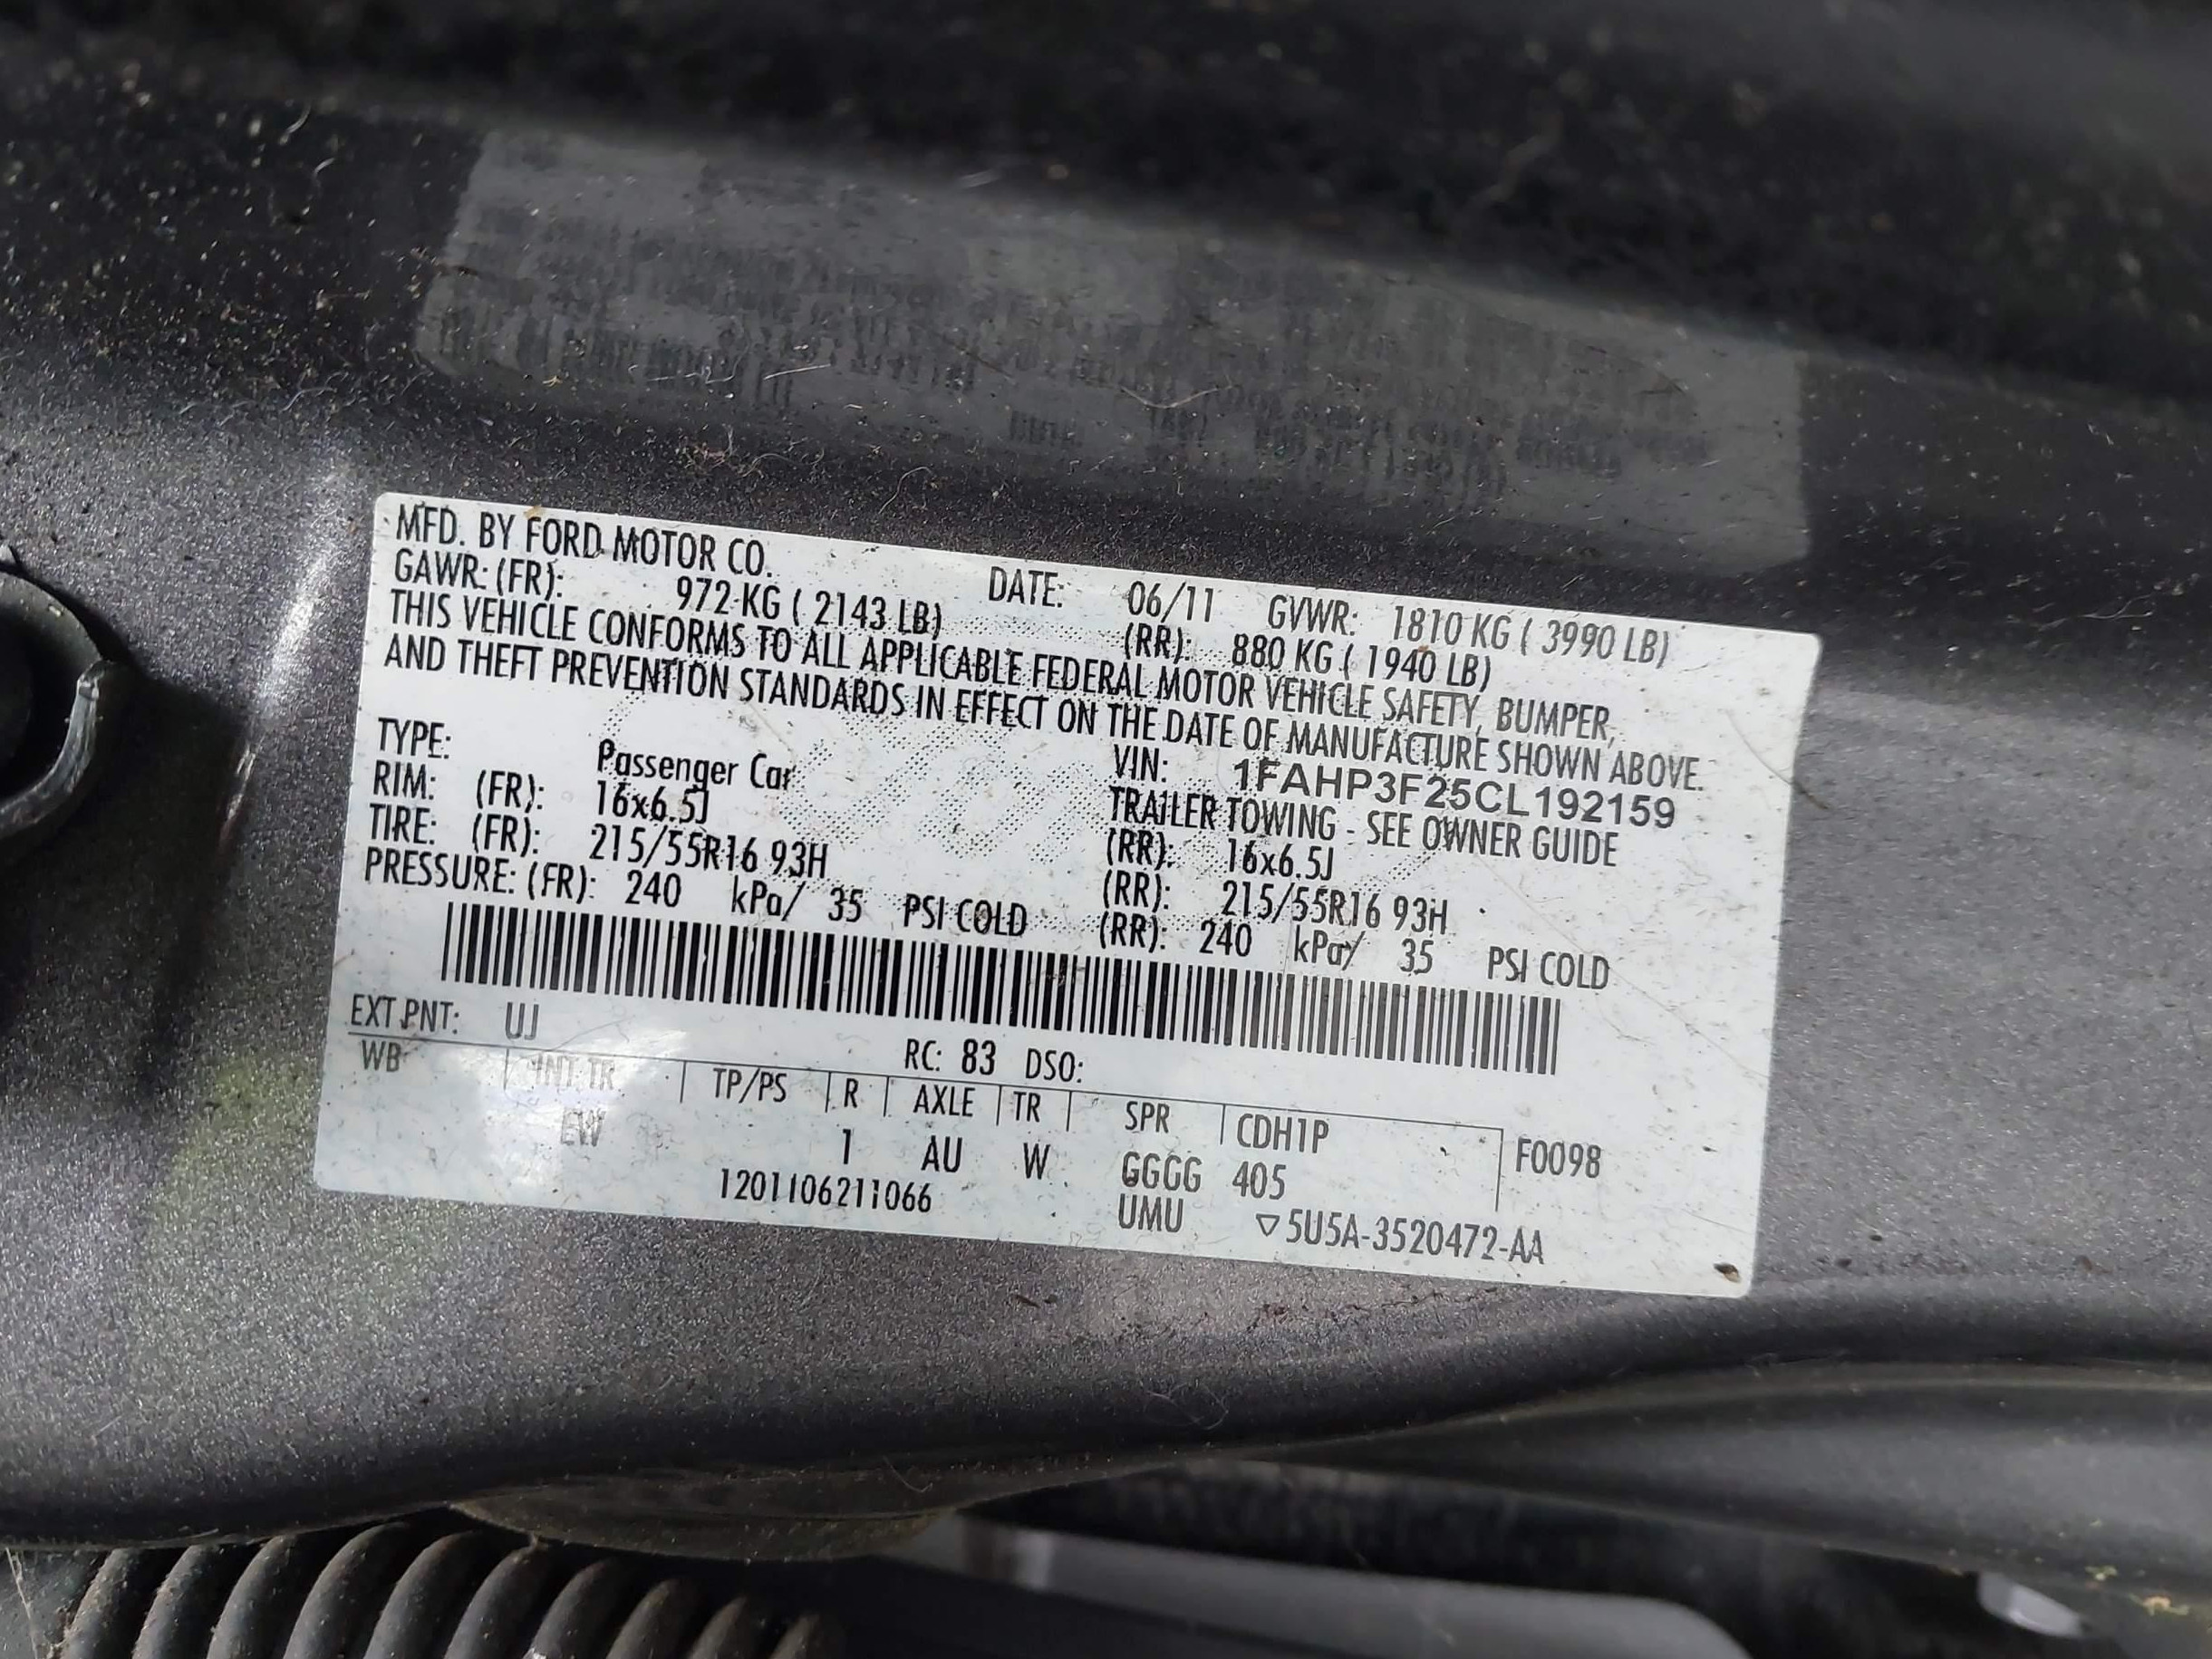 MFD. BY FORD MOTOR CO. DATE: 06/11 GVWR: 1810 KG ( 3990 LB)
GAWR: (FR): 972 KG ( 2143 LB) (RR): 880 KG ( 1940 LB)
THIS VEHICLE CONFORMS TO ALL APPLICABLE FEDERAL MOTOR VEHICLE SAFETY, BUMPER,
AND THEFT PREVENTION STANDARDS IN EFFECT ON THE DATE OF MANUFACTURE SHOWN ABOVE.
VIN: 1FAHP3F25CL192159
TYPE: Passenger Car TRAILER TOWING - SEE OWNER GUIDE
RIM: (FR): 16x6.5J (RR): 16x6.5J
TIRE: (FR): 215/55R16 93H (RR): 215/55R16 93H
PRESSURE: (FR): 240 kPa/ 35 PSI COLD (RR): 240 kPa/ 35 PSI COLD
EXT PNT: UJ RC: 83 DSO:
WB INT TR TP/PS R AXLE TR SPR CDH1P F0098
EW 1 AU W GGGG 405
1201106211066 UMU ▽5U5A-3520472-AA